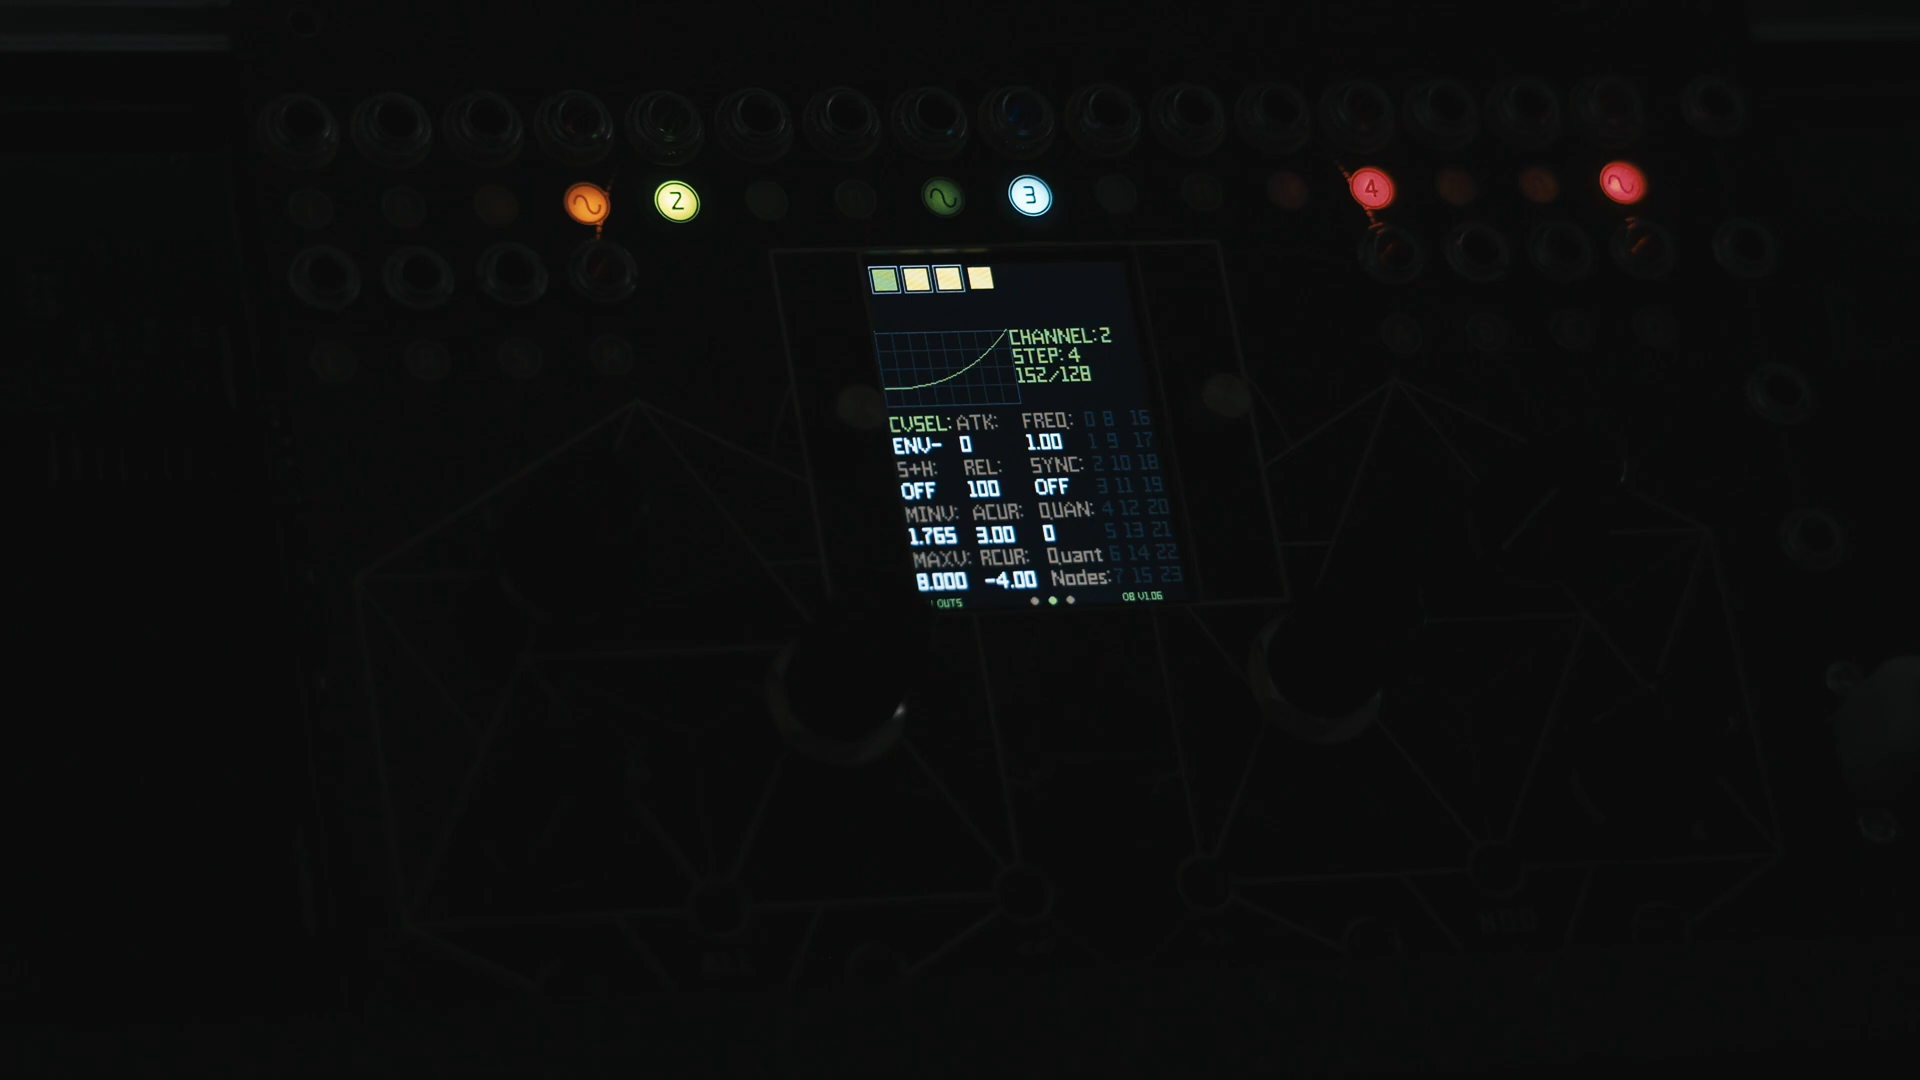 2 3 4
CHANNEL:2
STEP: 4
152/128
CVSEL: ATK: FREQ: 0 8 16
ENV- 0 1.00 1 9 17
S+H: REL: SYNC: 2 10 18
OFF 100 OFF 3 11 19
MINV: ACUR: QUAN: 4 12 20
1.765 3.00 0 5 13 21
MAXV: RCUR: Quant 6 14 22
8.000 -4.00 Nodes: 7 15 23
OUTS OB V1.06